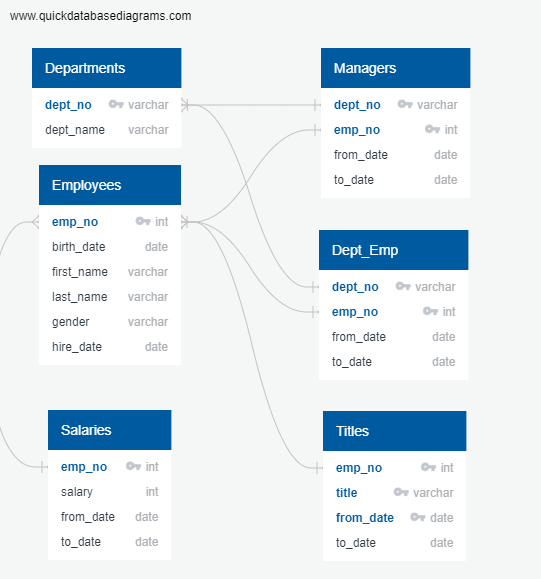 www.quickdatabasediagrams.com
Departments
dept_no varchar
dept_name varchar
Managers
dept_no varchar
emp_no int
from_date date
to_date date
Employees
emp_no int
birth_date date
first_name varchar
last_name varchar
gender varchar
hire_date date
Dept_Emp
dept_no varchar
emp_no int
from_date date
to_date date
Salaries
emp_no int
salary int
from_date date
to_date date
Titles
emp_no int
title varchar
from_date date
to_date date